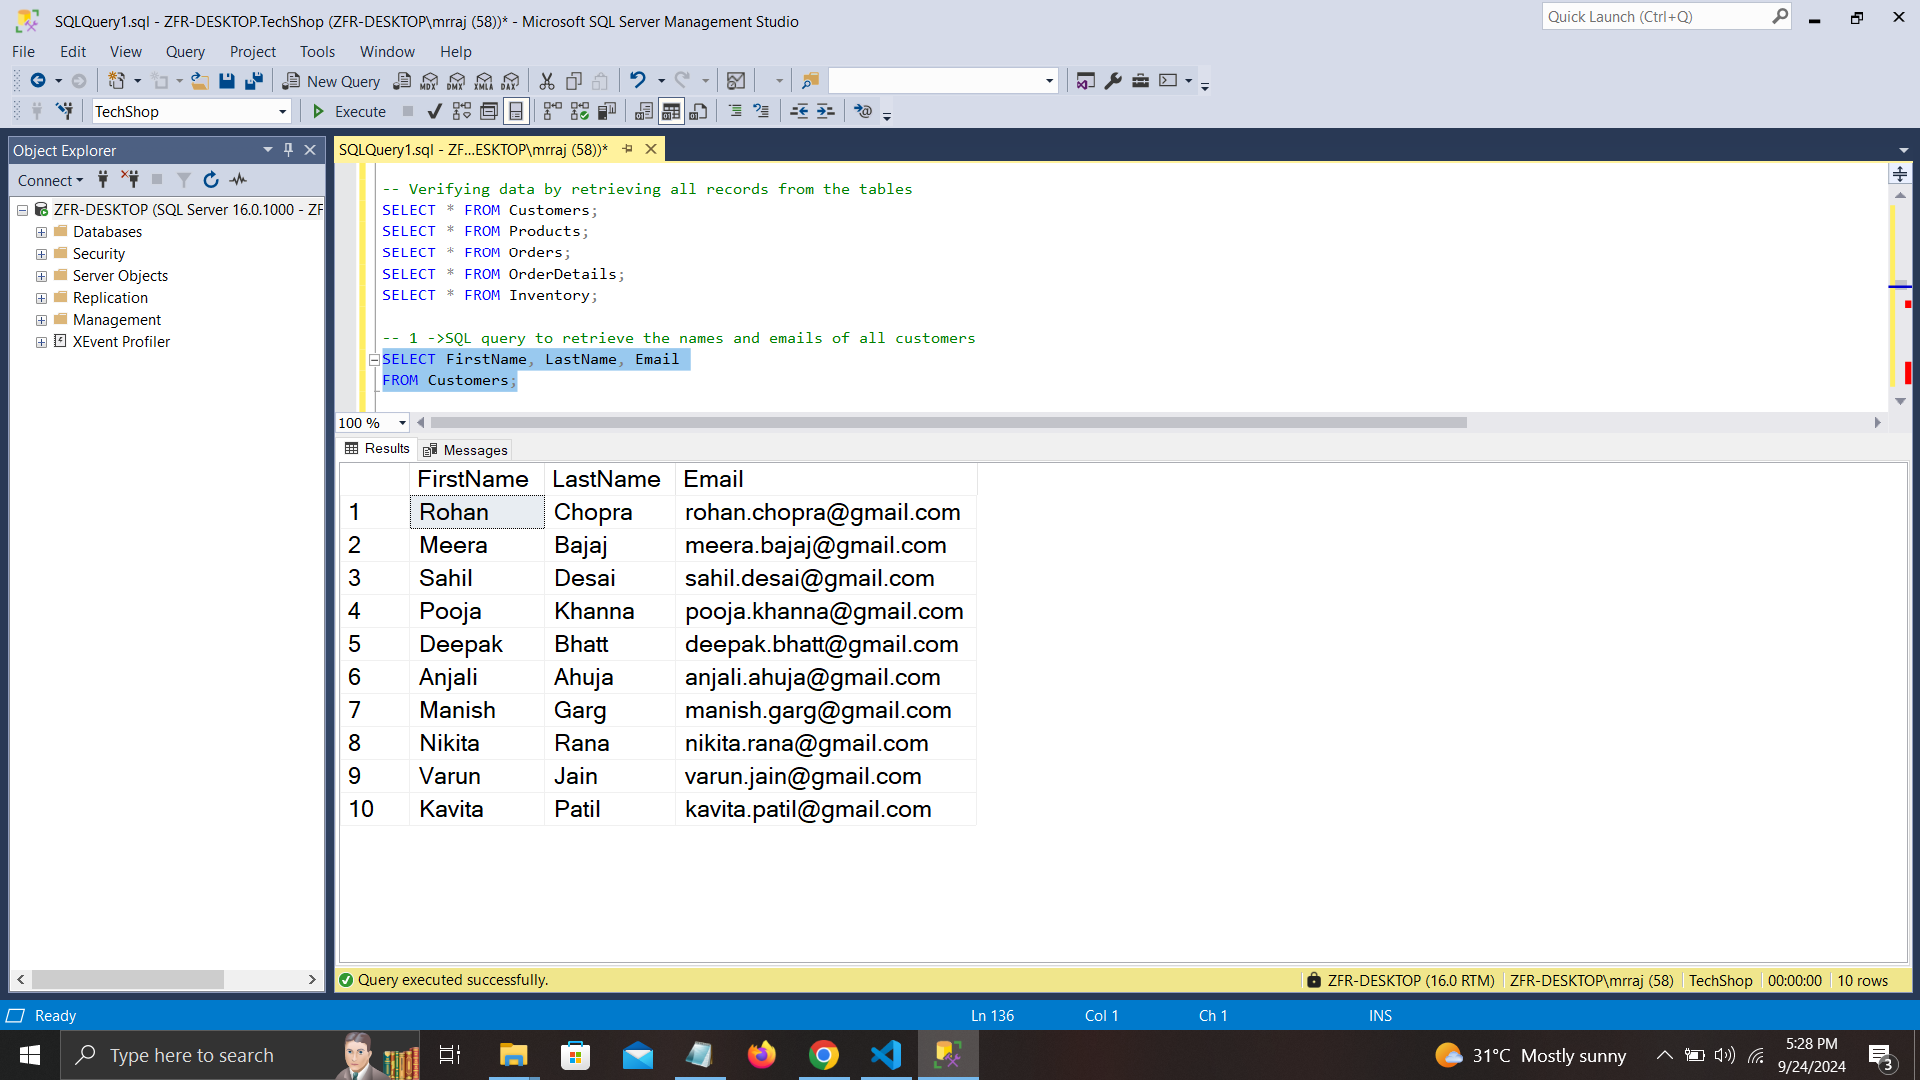 SQLQuery1.sql - ZFR-DESKTOP.TechShop (ZFR-DESKTOP\mrraj (58))* - Microsoft SQL Server Management Studio
Quick Launch (Ctrl+Q)
File Edit View Query Project Tools Window Help
New Query MDX DMX XMLA DAX
TechShop Execute
Object Explorer
SQLQuery1.sql - ZF...ESKTOP\mrraj (58))*
Connect
ZFR-DESKTOP (SQL Server 16.0.1000 - ZF
Databases
Security
Server Objects
Replication
Management
XEvent Profiler
-- Verifying data by retrieving all records from the tables
SELECT * FROM Customers;
SELECT * FROM Products;
SELECT * FROM Orders;
SELECT * FROM OrderDetails;
SELECT * FROM Inventory;
-- 1 ->SQL query to retrieve the names and emails of all customers
SELECT FirstName, LastName, Email
FROM Customers;
100 %
Results Messages
FirstName LastName Email
1 Rohan Chopra rohan.chopra@gmail.com
2 Meera Bajaj meera.bajaj@gmail.com
3 Sahil Desai sahil.desai@gmail.com
4 Pooja Khanna pooja.khanna@gmail.com
5 Deepak Bhatt deepak.bhatt@gmail.com
6 Anjali Ahuja anjali.ahuja@gmail.com
7 Manish Garg manish.garg@gmail.com
8 Nikita Rana nikita.rana@gmail.com
9 Varun Jain varun.jain@gmail.com
10 Kavita Patil kavita.patil@gmail.com
Query executed successfully. ZFR-DESKTOP (16.0 RTM) ZFR-DESKTOP\mrraj (58) TechShop 00:00:00 10 rows
Ready Ln 136 Col 1 Ch 1 INS
Type here to search
31°C Mostly sunny
5:28 PM
9/24/2024
3